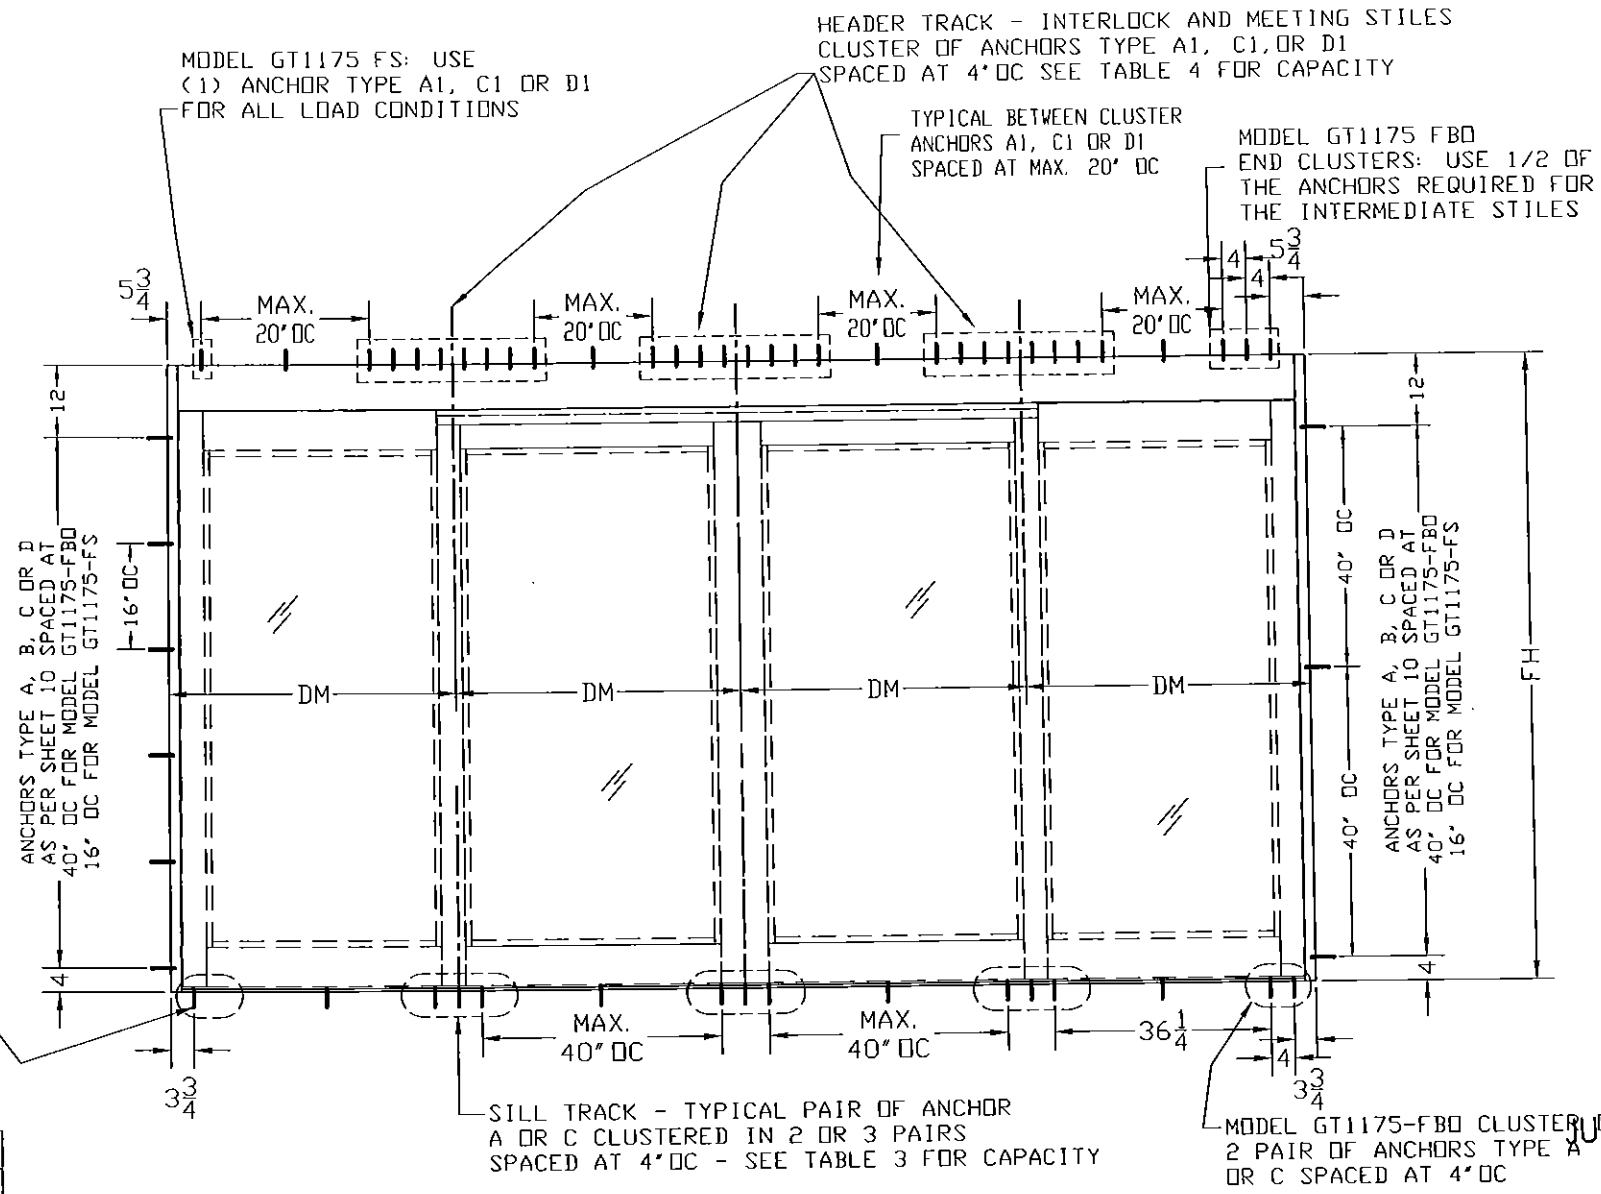 HEADER TRACK - INTERLOCK AND MEETING STILES
CLUSTER OF ANCHORS TYPE A1, C1, OR D1
SPACED AT 4" OC SEE TABLE 4 FOR CAPACITY
MODEL GT1175 FS: USE
(1) ANCHOR TYPE A1, C1 OR D1
FOR ALL LOAD CONDITIONS
TYPICAL BETWEEN CLUSTER
ANCHORS A1, C1 OR D1
SPACED AT MAX. 20" OC
MODEL GT1175 FBO
END CLUSTERS: USE 1/2 OF
THE ANCHORS REQUIRED FOR
THE INTERMEDIATE STILES
5 3/4
MAX.
20" OC
MAX.
20" OC
MAX.
20" OC
MAX.
20" OC
4
4
5 3/4
12
16" OC
4
ANCHORS TYPE A, B, C OR D
AS PER SHEET 10 SPACED AT
40" OC FOR MODEL GT1175-FBO
16" OC FOR MODEL GT1175-FS
DM
DM
DM
DM
12
40" OC
40" OC
4
ANCHORS TYPE A, B, C OR D
AS PER SHEET 10 SPACED AT
40" OC FOR MODEL GT1175-FBO
16" OC FOR MODEL GT1175-FS
FH
3 3/4
MAX.
40" OC
MAX.
40" OC
36 1/4
4
3 3/4
SILL TRACK - TYPICAL PAIR OF ANCHOR
A OR C CLUSTERED IN 2 OR 3 PAIRS
SPACED AT 4" OC - SEE TABLE 3 FOR CAPACITY
MODEL GT1175-FBO CLUSTER
2 PAIR OF ANCHORS TYPE A
OR C SPACED AT 4" OC